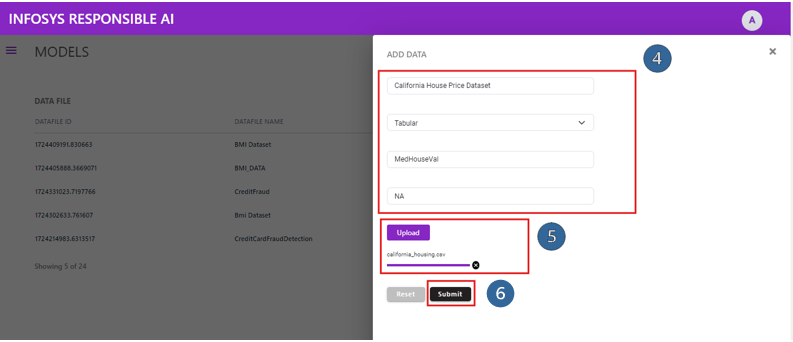 INFOSYS RESPONSIBLE AI
A
MODELS
DATA FILE
DATAFILE ID DATAFILE NAME
1724409191.830663 BMI Dataset
1724405888.3669071 BMI_DATA
1724331023.7197766 CreditFraud
1724302633.761607 Bmi Dataset
1724214983.6313517 CreditCardFraudDetection
Showing 5 of 24
ADD DATA
4
California House Price Dataset
Tabular
MedHouseVal
NA
Upload
5
california_housing.csv
Reset Submit
6